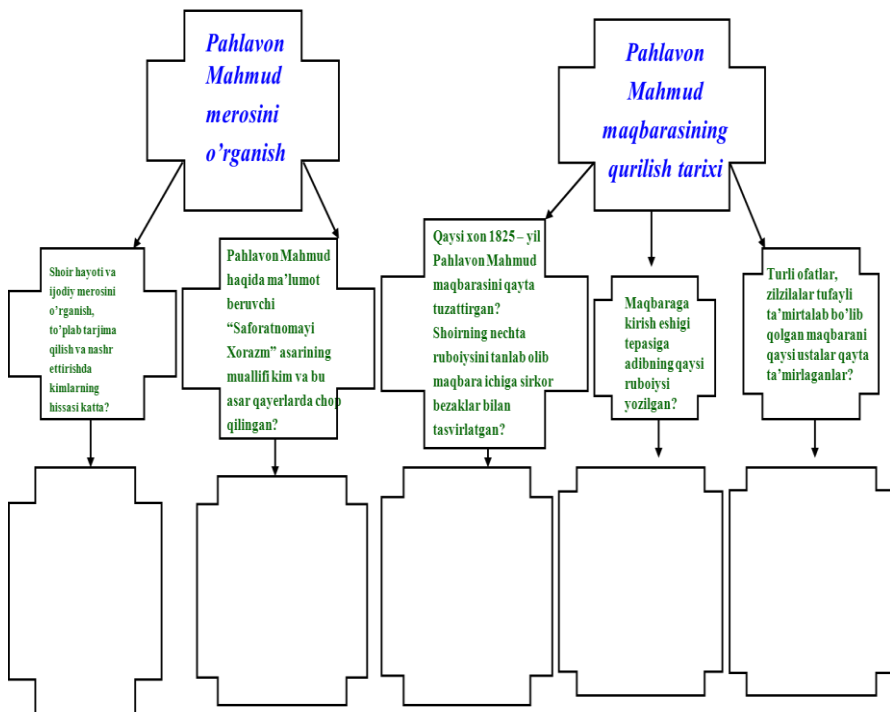 Pahlavon
Mahmud
merosini
o’rganish
Pahlavon
Mahmud
maqbarasining
qurilish tarixi
Shoir hayoti va
ijodiy merosini
o’rganish,
to’plab tarjima
qilish va nashr
ettirishda
kimlarning
hissasi katta?
Pahlavon Mahmud
haqida ma’lumot
beruvchi
“Saforatnomayi
Xorazm” asarining
muallifi kim va bu
asar qayerlarda chop
qilingan?
Qaysi xon 1825 – yil
Pahlavon Mahmud
maqbarasini qayta
tuzattirgan?
Shoirning nechta
ruboiysini tanlab olib
maqbara ichiga sirkor
bezaklar bilan
tasvirlatgan?
Maqbaraga
kirish eshigi
tepasiga
adibning qaysi
ruboiysi
yozilgan?
Turli ofatlar,
zilzilalar tufayli
ta’mirtalab bo’lib
qolgan maqbarani
qaysi ustalar qayta
ta’mirlaganlar?